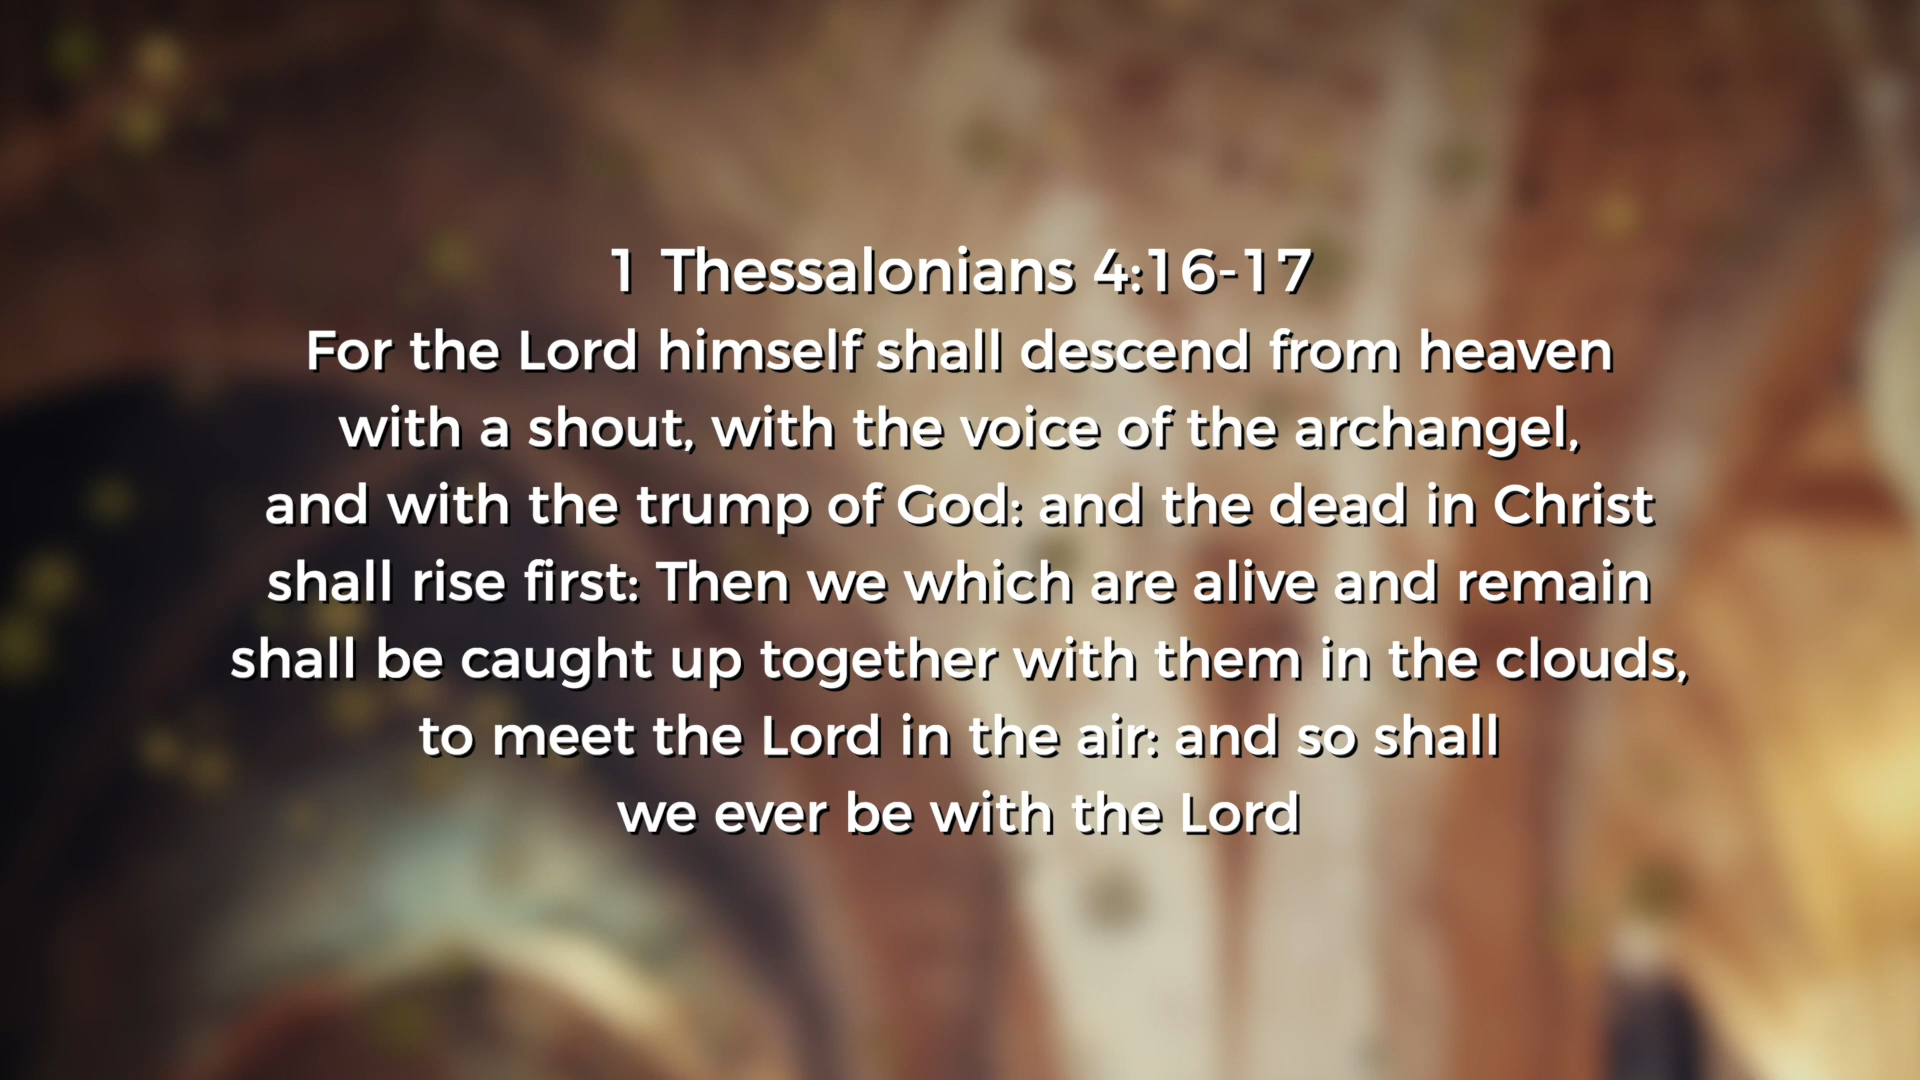 1 Thessalonians 4:16-17
For the Lord himself shall descend from heaven
with a shout, with the voice of the archangel,
and with the trump of God: and the dead in Christ
shall rise first: Then we which are alive and remain
shall be caught up together with them in the clouds,
to meet the Lord in the air: and so shall
we ever be with the Lord